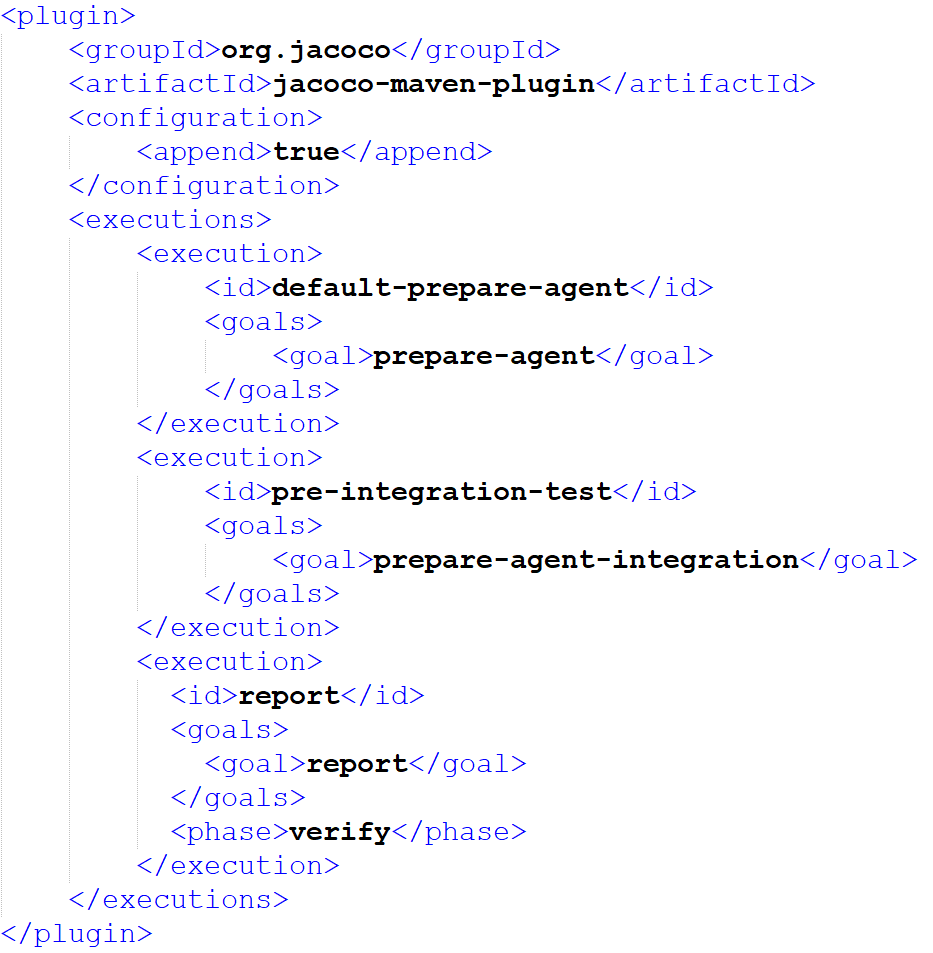 <plugin>
    <groupId>org.jacoco</groupId>
    <artifactId>jacoco-maven-plugin</artifactId>
    <configuration>
        <append>true</append>
    </configuration>
    <executions>
        <execution>
            <id>default-prepare-agent</id>
            <goals>
                <goal>prepare-agent</goal>
            </goals>
        </execution>
        <execution>
            <id>pre-integration-test</id>
            <goals>
                <goal>prepare-agent-integration</goal>
            </goals>
        </execution>
        <execution>
          <id>report</id>
          <goals>
            <goal>report</goal>
          </goals>
          <phase>verify</phase>
        </execution>
    </executions>
</plugin>